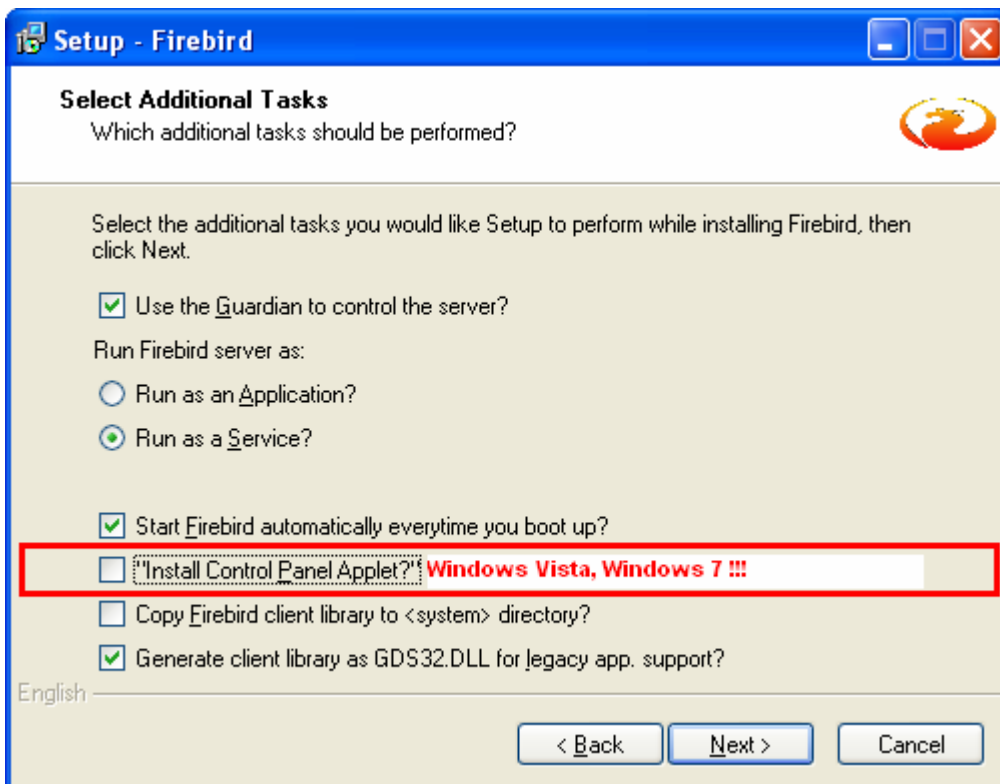 Setup - Firebird
Select Additional Tasks
Which additional tasks should be performed?
Select the additional tasks you would like Setup to perform while installing Firebird, then
click Next.
Use the Guardian to control the server?
Run Firebird server as:
Run as an Application?
Run as a Service?
Start Firebird automatically everytime you boot up?
"Install Control Panel Applet?" Windows Vista, Windows 7 !!!
Copy Firebird client library to <system> directory?
Generate client library as GDS32.DLL for legacy app. support?
English
< Back Next > Cancel